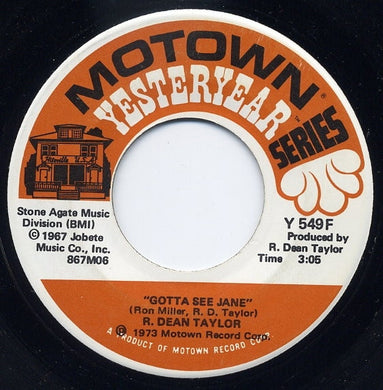 MOTOWN®
YESTERYEAR™
SERIES
Stone Agate Music
Division (BMI)
© 1967 Jobete
Music Co., Inc.
867M06
Y 549F
Produced by
R. Dean Taylor
Time 3:05
"GOTTA SEE JANE"
(Ron Miller, R. D. Taylor)
R. DEAN TAYLOR
℗ 1973 Motown Record Corp.
A PRODUCT OF MOTOWN RECORD CORP.